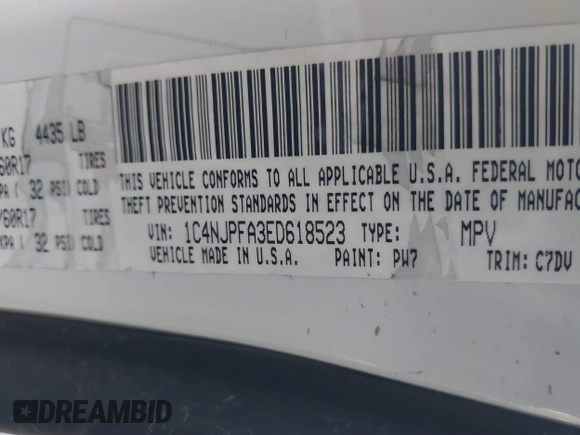 KG 4435 LB
60R17 TIRES
PA ( 32 PSI) COLD
/60R17 TIRES
KPA ( 32 PSI) COLD
THIS VEHICLE CONFORMS TO ALL APPLICABLE U.S.A. FEDERAL MOTO
THEFT PREVENTION STANDARDS IN EFFECT ON THE DATE OF MANUFAC
VIN: 1C4NJPFA3ED618523 TYPE: MPV
VEHICLE MADE IN U.S.A. PAINT: PW7 TRIM: C7DV
DREAMBID